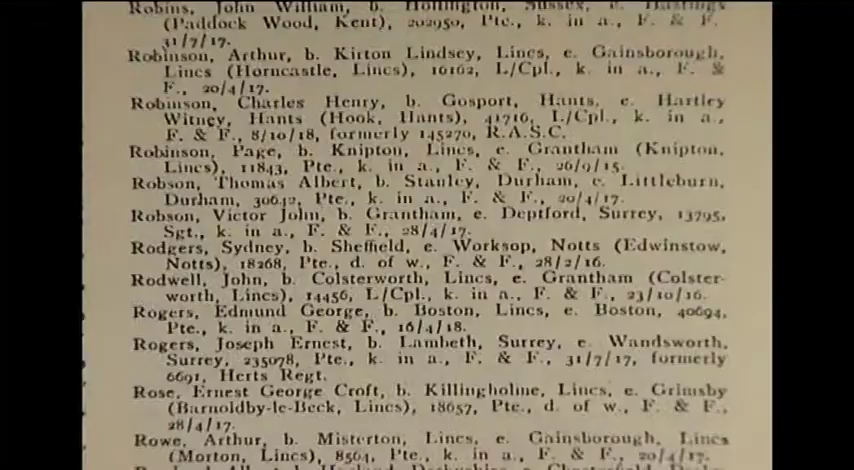 Robins, John William, b. Hollington, Sussex, e. Hastings
(Paddock Wood, Kent), 202950, Pte., k. in a., F. & F.
31/7/17.
Robinson, Arthur, b. Kirton Lindsey, Lincs, e. Gainsborough,
Lincs (Horncastle, Lincs), 16162, L/Cpl., k. in a., F. &
F., 20/4/17.
Robinson, Charles Henry, b. Gosport, Hants, e. Hartley
Witney, Hants (Hook, Hants), 41716, L/Cpl., k. in a.,
F. & F., 8/10/18, formerly 145270, R.A.S.C.
Robinson, Page, b. Knipton, Lincs, e. Grantham (Knipton,
Lincs), 11843, Pte., k. in a., F. & F., 26/9/15.
Robson, Thomas Albert, b. Stanley, Durham, e. Littleburn,
Durham, 30642, Pte., k. in a., F. & F., 20/4/17.
Robson, Victor John, b. Grantham, e. Deptford, Surrey, 13795,
Sgt., k. in a., F. & F., 28/4/17.
Rodgers, Sydney, b. Sheffield, e. Worksop, Notts (Edwinstow,
Notts), 18268, Pte., d. of w., F. & F., 28/2/16.
Rodwell, John, b. Colsterworth, Lincs, e. Grantham (Colster-
worth, Lincs), 14456, L/Cpl., k. in a., F. & F., 23/10/16.
Rogers, Edmund George, b. Boston, Lincs, e. Boston, 40694,
Pte., k. in a., F. & F., 16/4/18.
Rogers, Joseph Ernest, b. Lambeth, Surrey, e. Wandsworth,
Surrey, 235078, Pte., k. in a., F. & F., 31/7/17, formerly
6691, Herts Regt.
Rose, Ernest George Croft, b. Killingholme, Lincs, e. Grimsby
(Barnoldby-le-Beck, Lincs), 18657, Pte., d. of w., F. & F.,
28/4/17.
Rowe, Arthur, b. Misterton, Lincs, e. Gainsborough, Lincs
(Morton, Lincs), 8564, Pte., k. in a., F. & F., 20/4/17.